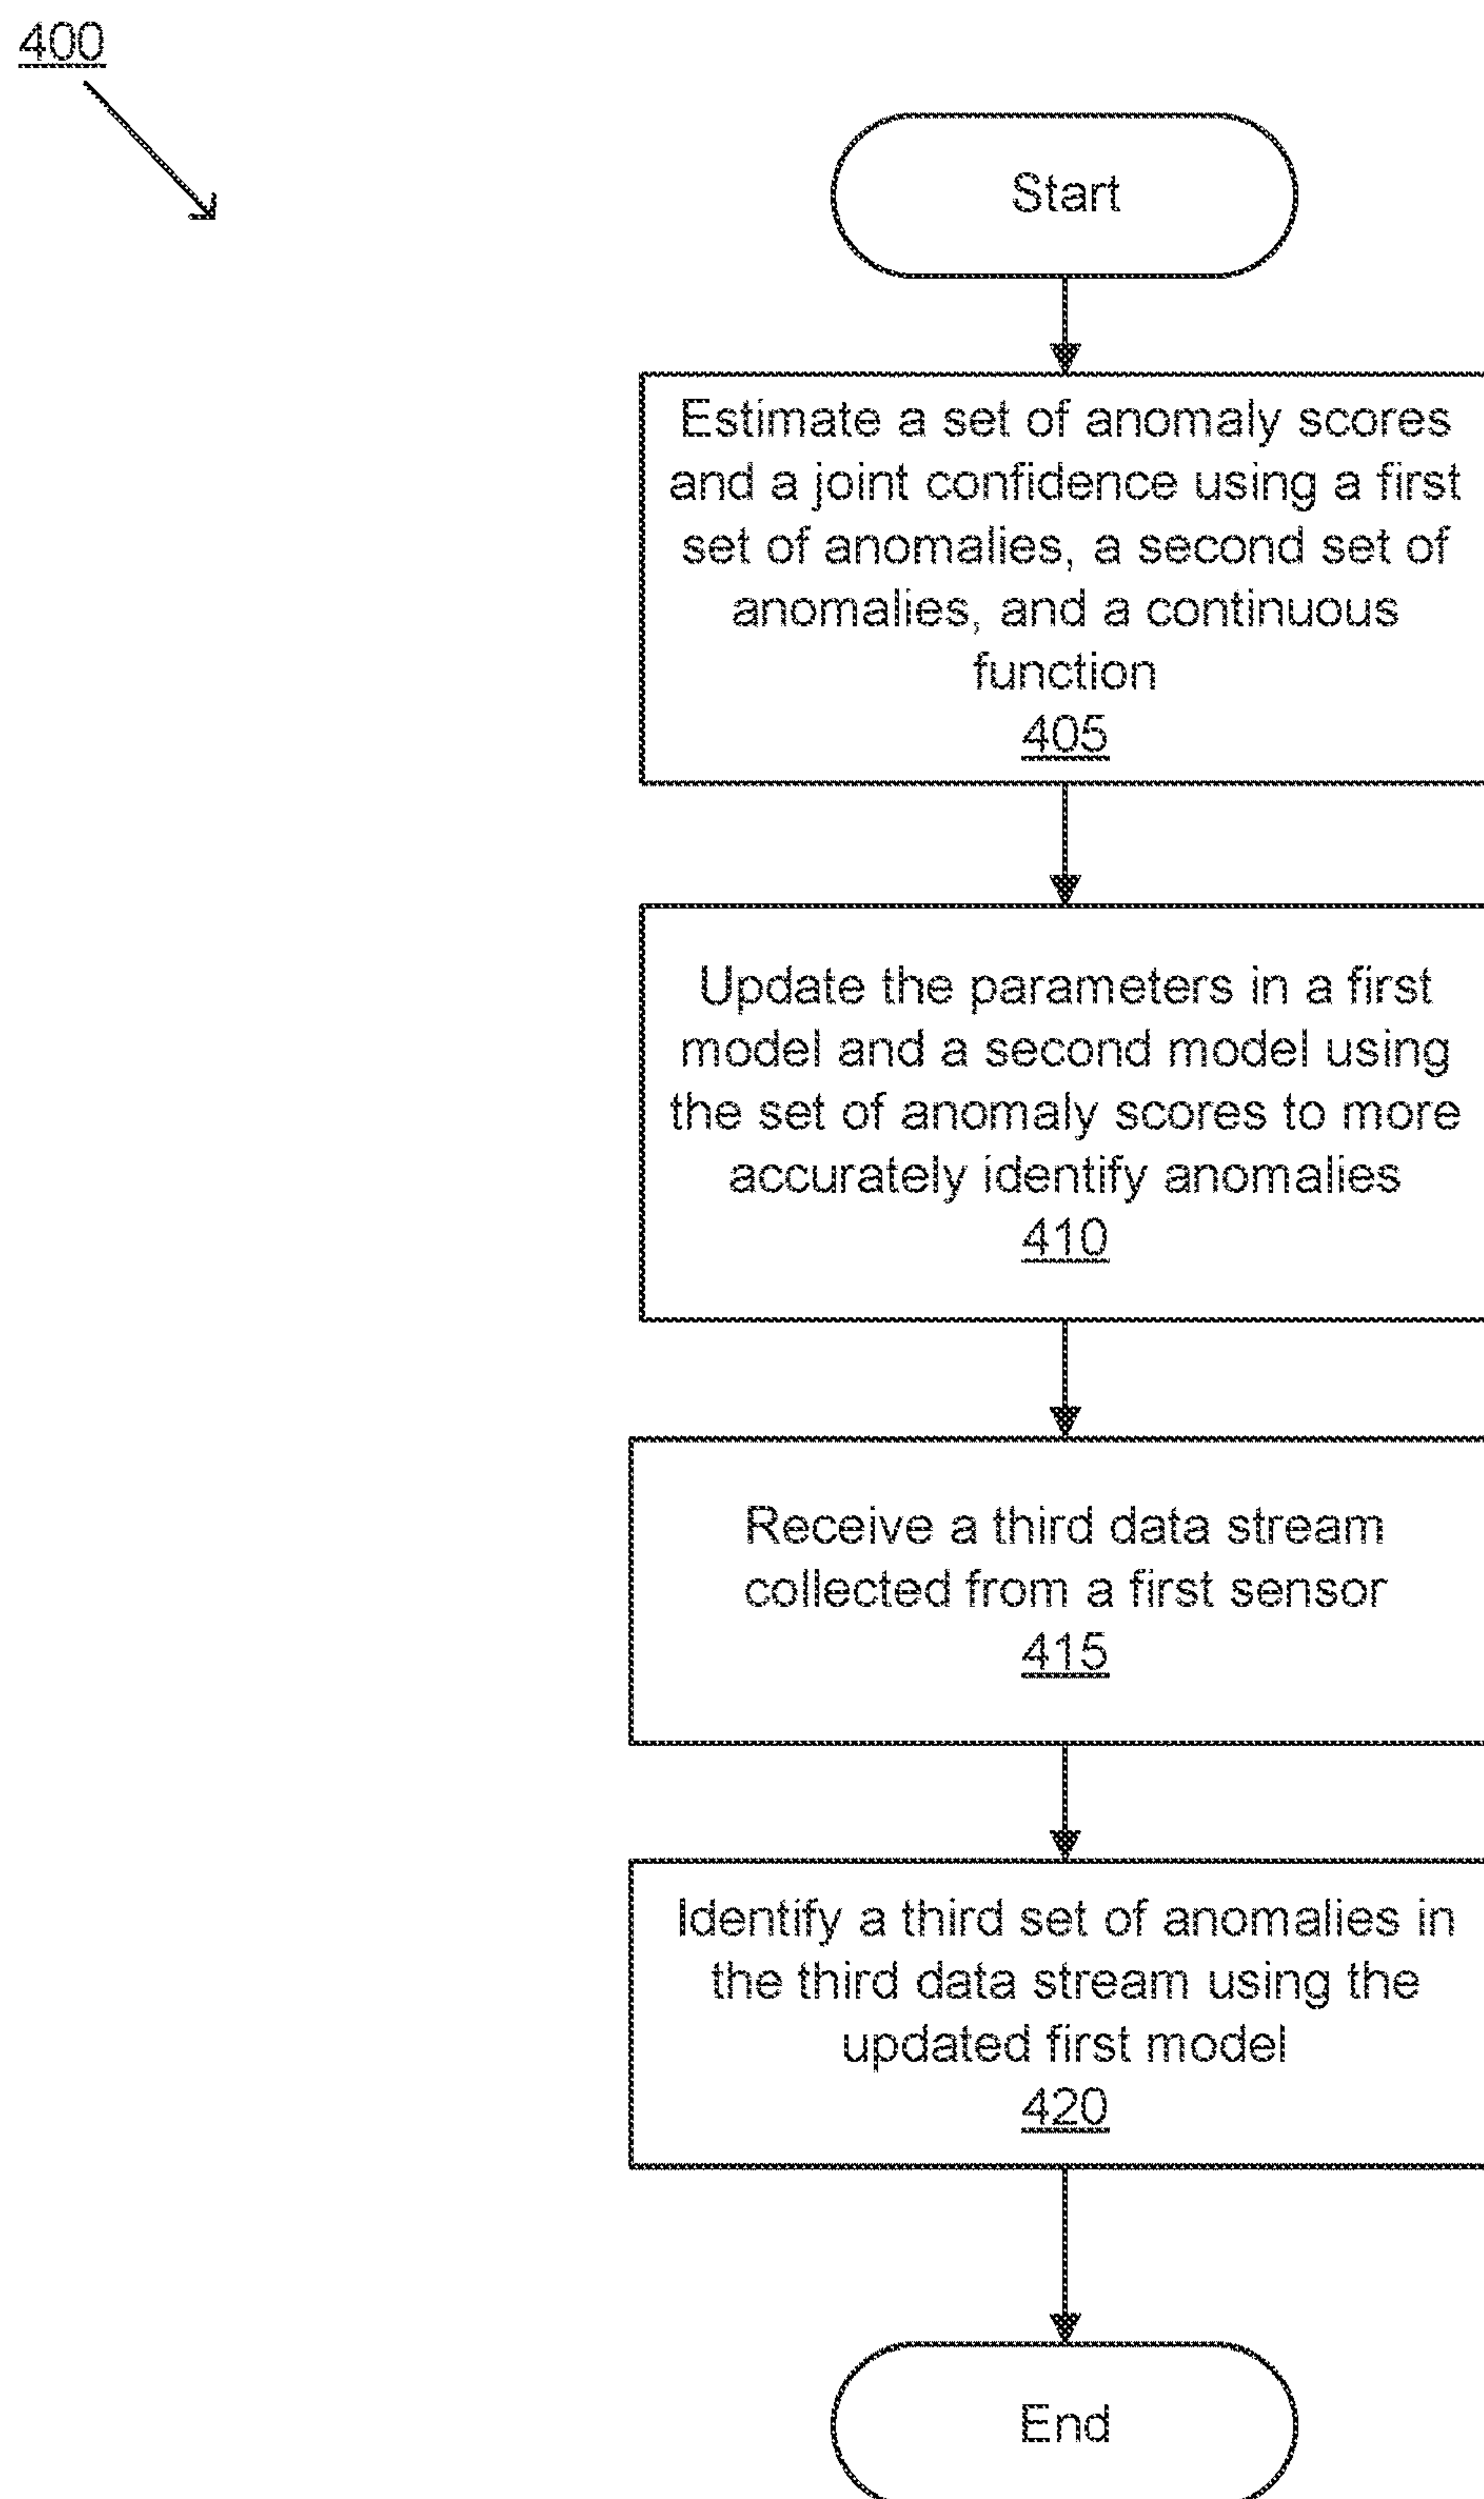 400
Start
Estimate a set of anomaly scores
and a joint confidence using a first
set of anomalies, a second set of
anomalies, and a continuous
function
405
Update the parameters in a first
model and a second model using
the set of anomaly scores to more
accurately identify anomalies
410
Receive a third data stream
collected from a first sensor
415
Identify a third set of anomalies in
the third data stream using the
updated first model
420
End